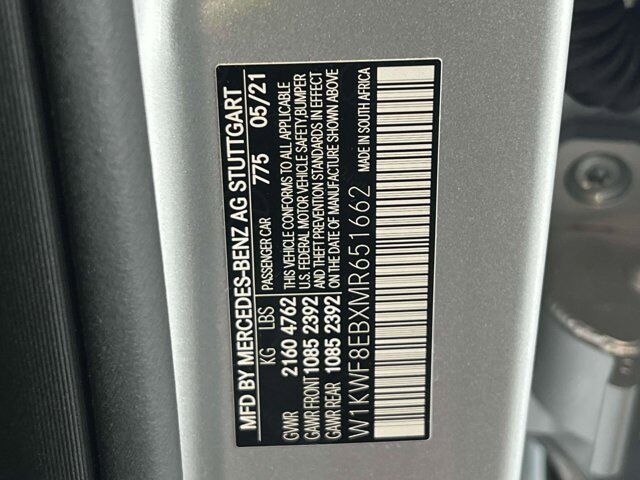 MFD BY MERCEDES-BENZ AG STUTTGART
KG LBS PASSENGER CAR 775 05/21
GVWR 2160 4762
GAWR FRONT 1085 2392
GAWR REAR 1085 2392
THIS VEHICLE CONFORMS TO ALL APPLICABLE
U.S. FEDERAL MOTOR VEHICLE SAFETY,BUMPER
AND THEFT PREVENTION STANDARDS IN EFFECT
ON THE DATE OF MANUFACTURE SHOWN ABOVE
W1KWF8EBXMR651662 MADE IN SOUTH AFRICA